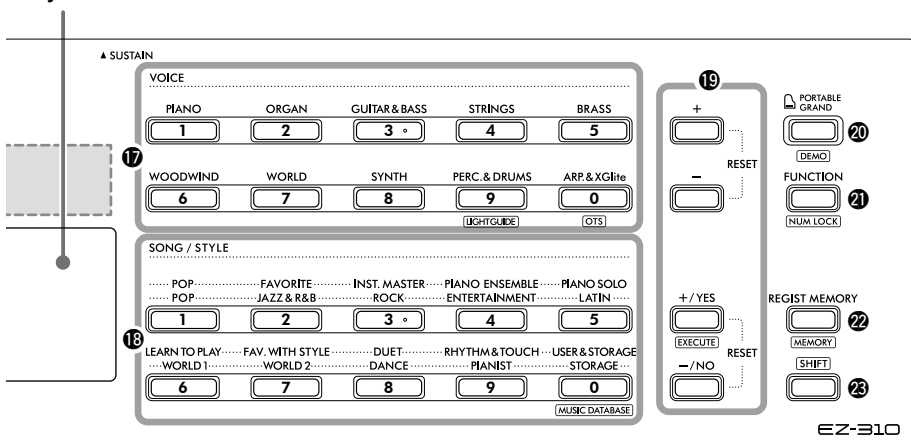 ▲ SUSTAIN
VOICE
PIANO ORGAN GUITAR & BASS STRINGS BRASS
1 2 3 4 5
⓱
WOODWIND WORLD SYNTH PERC. & DRUMS ARP. & XGlite
6 7 8 9 0
LIGHTGUIDE OTS
SONG / STYLE
POP FAVORITE INST. MASTER PIANO ENSEMBLE PIANO SOLO
POP JAZZ & R&B ROCK ENTERTAINMENT LATIN
1 2 3 4 5
⓲
LEARN TO PLAY FAV. WITH STYLE DUET RHYTHM & TOUCH USER & STORAGE
WORLD 1 WORLD 2 DANCE PIANIST STORAGE
6 7 8 9 0
MUSIC DATABASE
⓳
+
RESET
−
+/YES
EXECUTE
RESET
−/NO
PORTABLE
GRAND
⓴
DEMO
FUNCTION
㉑
NUM LOCK
REGIST MEMORY
㉒
MEMORY
SHIFT
㉓
EZ-310